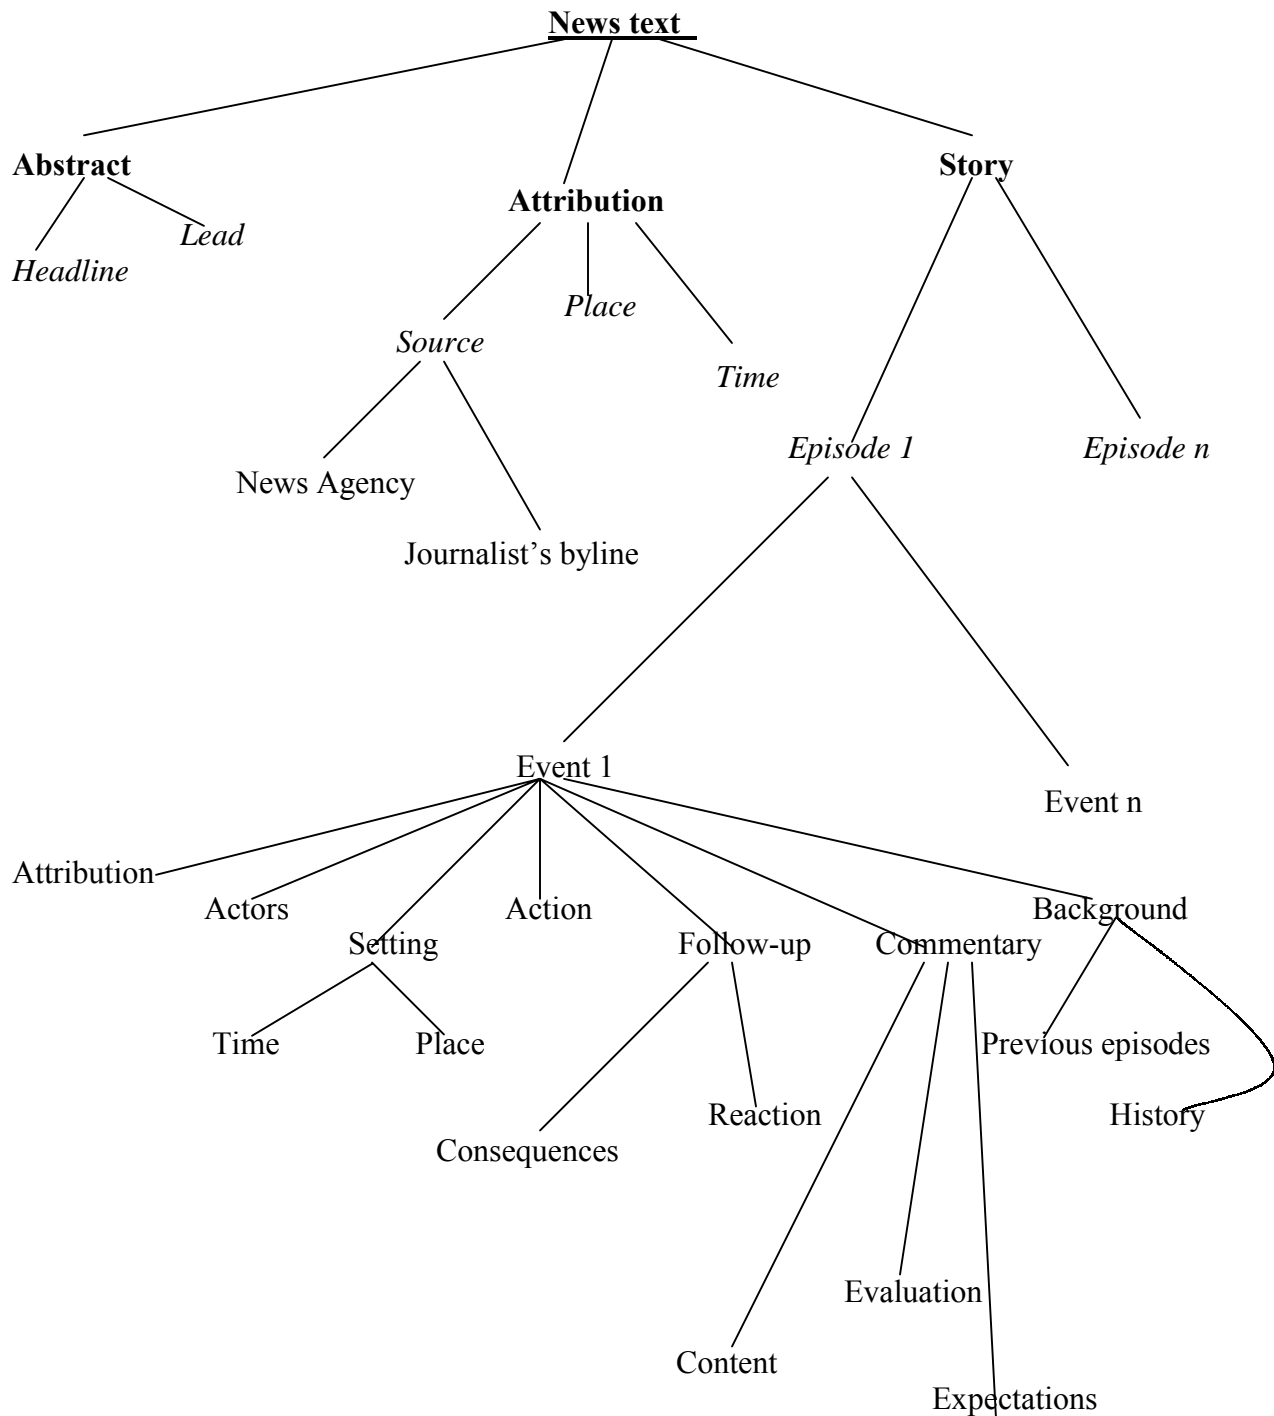 News text
Abstract
Attribution
Story
Lead
Headline
Place
Source
Time
Episode 1
Episode n
News Agency
Journalist’s byline
Event 1
Event n
Attribution
Actors
Action
Background
Setting
Follow-up
Commentary
Time
Place
Previous episodes
Reaction
History
Consequences
Evaluation
Content
Expectations